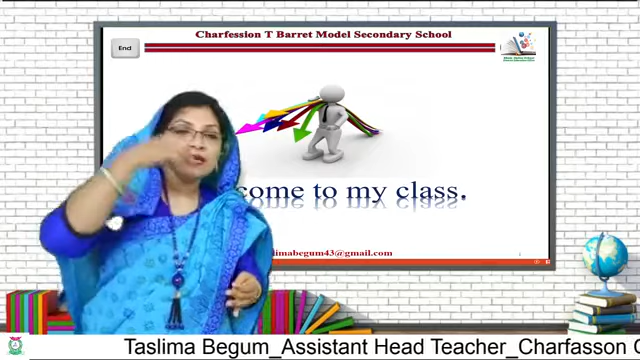 Charfession T Barret Model Secondary School
End
come to my class.
limabegum43@gmail.com
Taslima Begum_Assistant Head Teacher_Charfasson